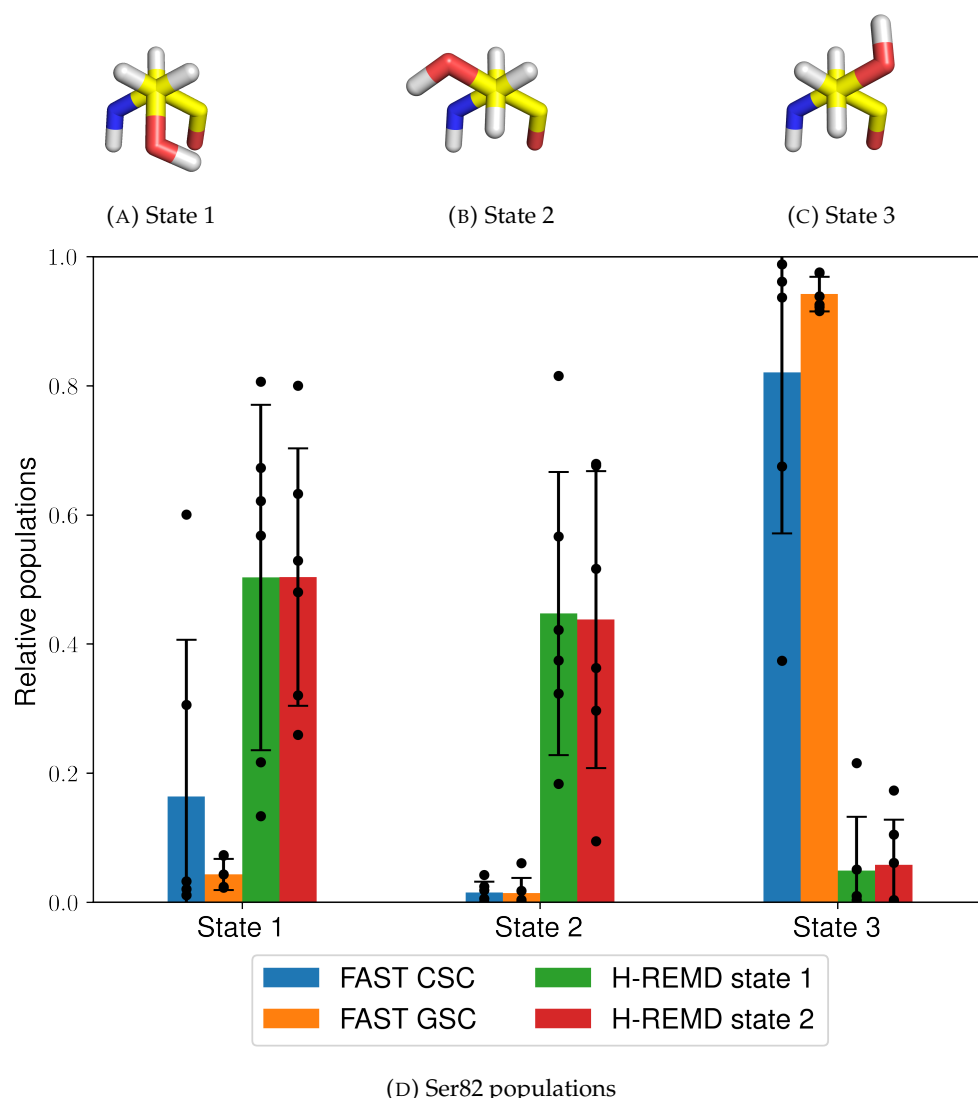 (A) State 1
(B) State 2
(C) State 3
1.0
0.8
0.6
0.4
0.2
0.0
Relative populations
State 1
State 2
State 3
FAST CSC
H-REMD state 1
FAST GSC
H-REMD state 2
(D) Ser82 populations